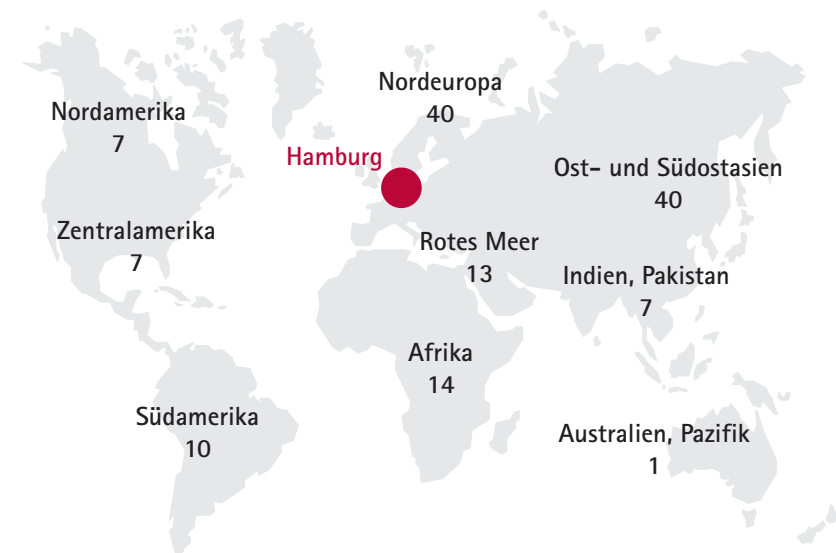 Nordeuropa
40
Nordamerika
7
Hamburg
Ost- und Südostasien
40
Zentralamerika
7
Rotes Meer
13
Indien, Pakistan
7
Afrika
14
Südamerika
10
Australien, Pazifik
1